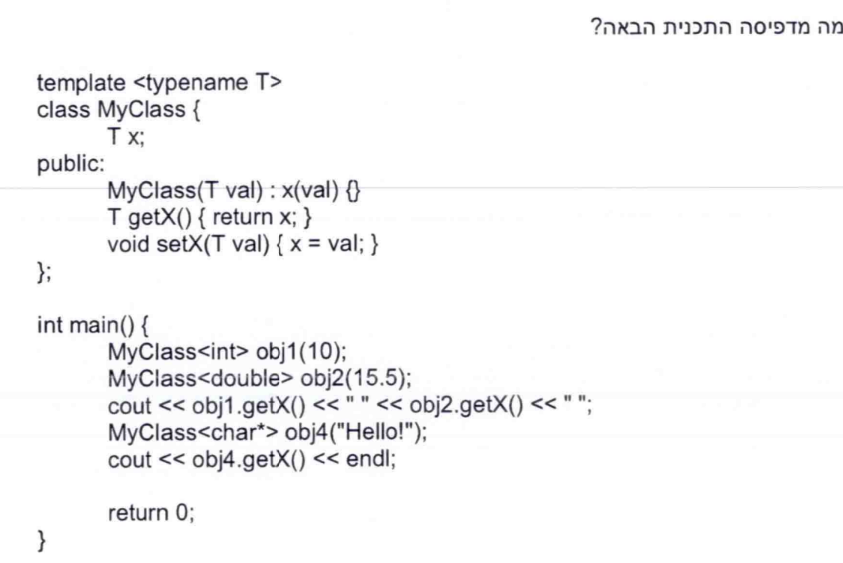 מה מדפיסה התכנית הבאה?
template <typename T>
class MyClass {
T x;
public:
MyClass(T val) : x(val) {}
T getX() { return x; }
void setX(T val) { x = val; }
};
int main() {
MyClass<int> obj1(10);
MyClass<double> obj2(15.5);
cout << obj1.getX() << " " << obj2.getX() << " ";
MyClass<char*> obj4("Hello!");
cout << obj4.getX() << endl;
return 0;
}